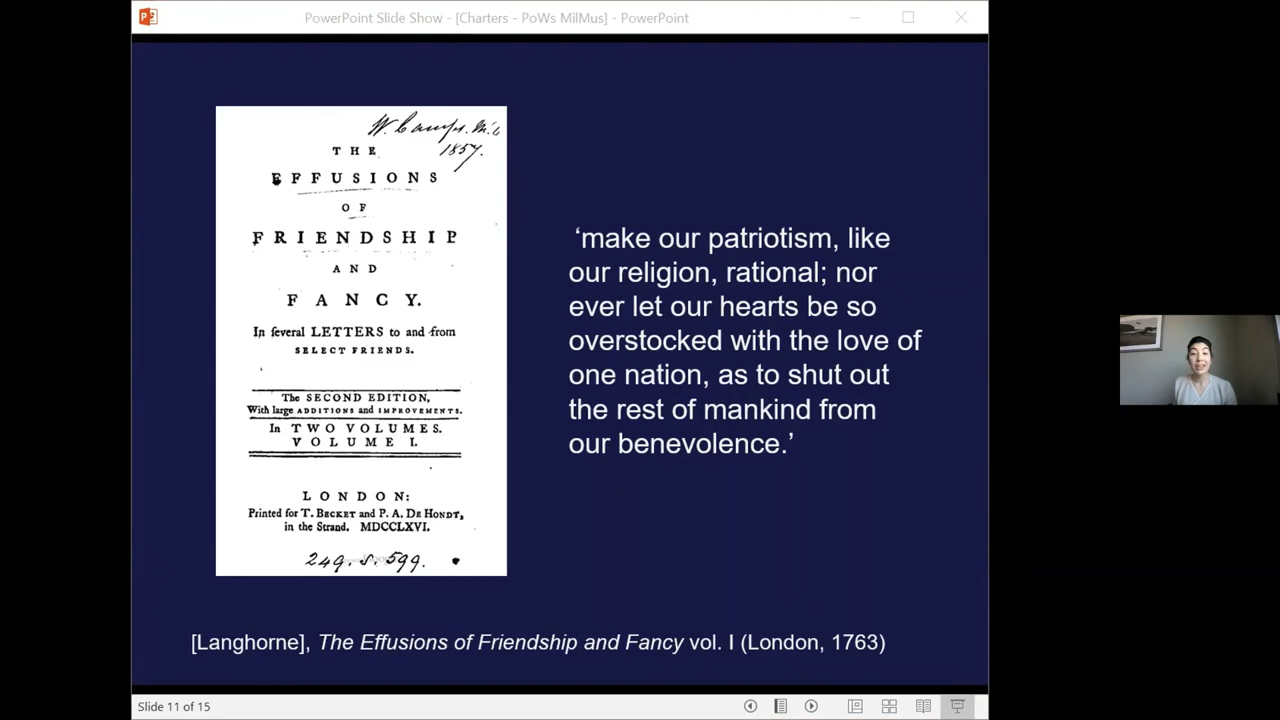 PowerPoint Slide Show - [Charters - PoWs MilMus] - PowerPoint
1857.
THE
EFFUSIONS
OF
FRIENDSHIP
AND
FANCY.
In ſeveral LETTERS to and from
SELECT FRIENDS.
The SECOND EDITION,
With large ADDITIONS and IMPROVEMENTS.
In TWO VOLUMES.
VOLUME I.
LONDON:
Printed for T. BECKET and P. A. DE HONDT,
in the Strand. MDCCLXVI.
249. S. 599.
‘make our patriotism, like
our religion, rational; nor
ever let our hearts be so
overstocked with the love of
one nation, as to shut out
the rest of mankind from
our benevolence.’
[Langhorne], The Effusions of Friendship and Fancy vol. I (London, 1763)
Slide 11 of 15